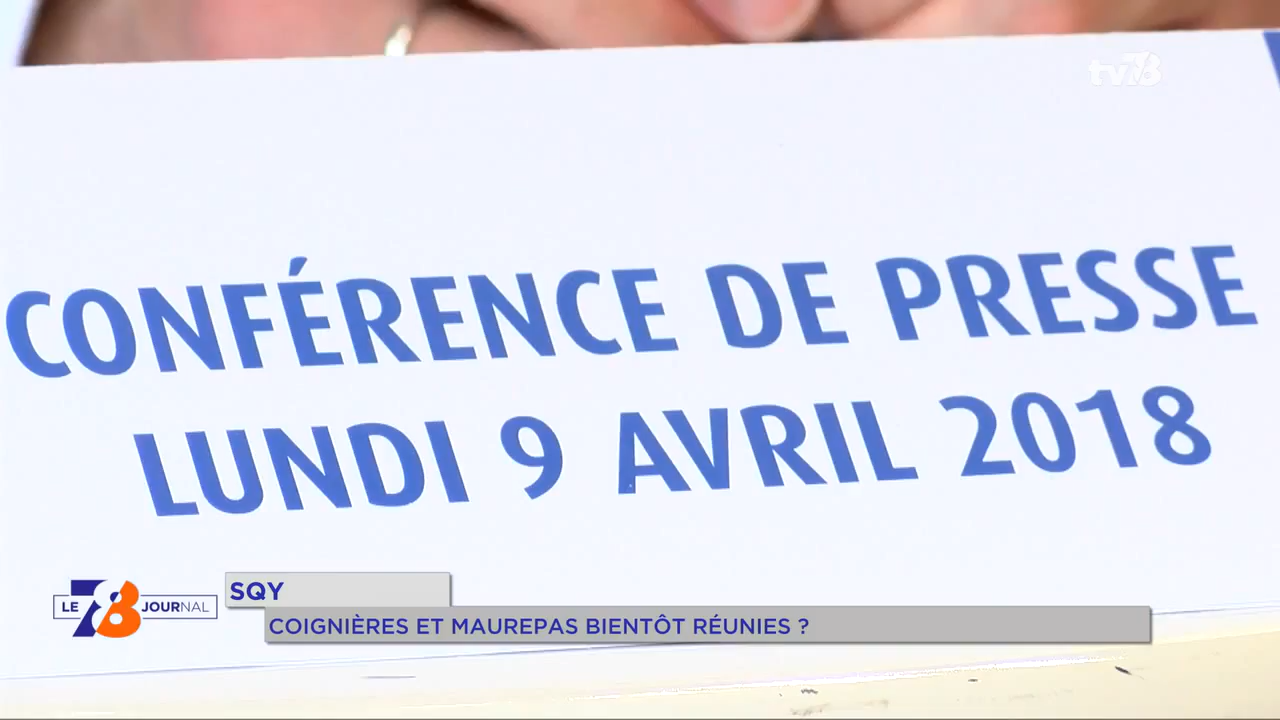 tv78
CONFÉRENCE DE PRESSE
LUNDI 9 AVRIL 2018
SQY
LE 78 JOURNAL
COIGNIÈRES ET MAUREPAS BIENTÔT RÉUNIES ?